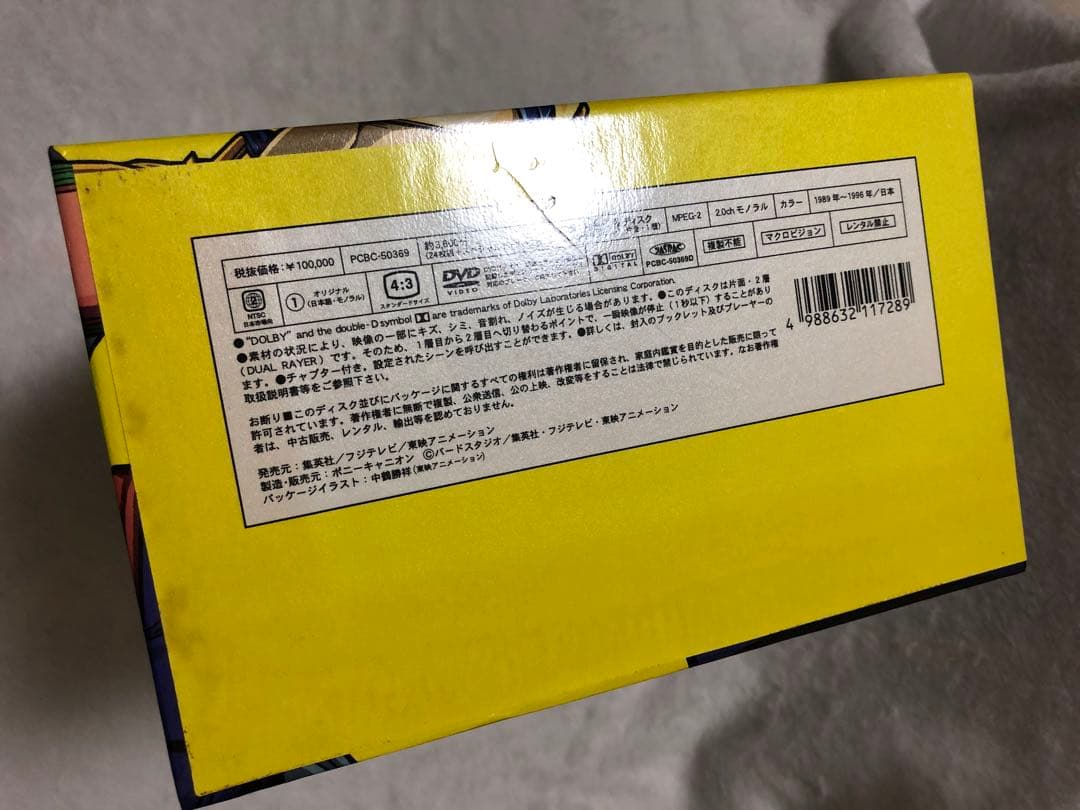 税抜価格:¥100,000 PCBC-50369 約3,600 ディスク MPEG-2 2.0ch モノラル カラー 1989年〜1996年/日本
2 NTSC 日本市場向 1 オリジナル(日本語・モノラル) 4:3 スタンダードサイズ DVD VIDEO DOLBY DIGITAL JASRAC PCBC-50369D 複製不能 マクロビジョン レンタル禁止
●"DOLBY" and the double-D symbol are trademarks of Dolby Laboratories Licensing Corporation.
●素材の状況により、映像の一部にキズ、シミ、音割れ、ノイズが生じる場合があります。●このディスクは片面・2層
(DUAL RAYER)です。そのため、1層目から2層目へ切り替わるポイントで、一瞬映像が停止(1秒以下)することがあり
ます。●チャプター付き。設定されたシーンを呼び出すことができます。●詳しくは、封入のブックレット及びプレーヤーの
取扱説明書等をご参照下さい。
お断り■このディスク並びにパッケージに関するすべての権利は著作権者に留保され、家庭内鑑賞を目的とした販売に限って
許可されています。著作権者に無断で複製、公衆送信、公の上映、改変等をすることは法律で禁じられています。なお著作権
者は、中古販売、レンタル、輸出等を認めておりません。
発売元:集英社/フジテレビ/東映アニメーション
製造・販売元:ポニーキャニオン ©バードスタジオ/集英社・フジテレビ・東映アニメーション
パッケージイラスト:中鶴勝祥(東映アニメーション)
4 988632 117289